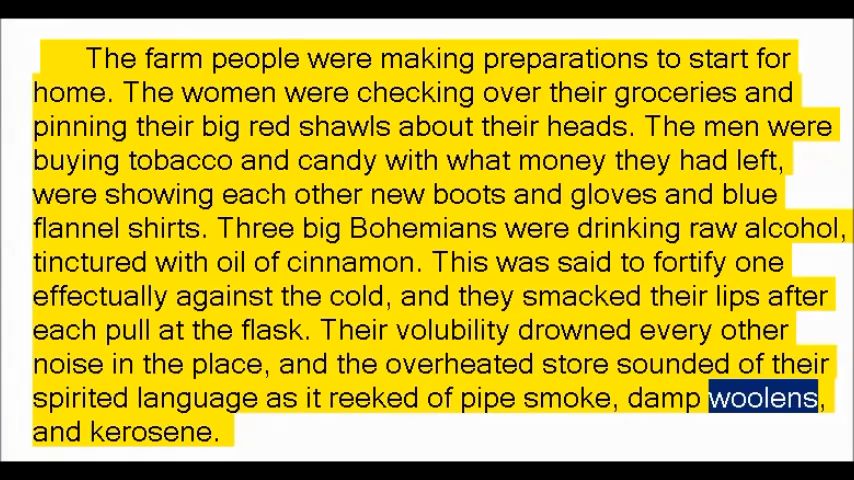 The farm people were making preparations to start for
home. The women were checking over their groceries and
pinning their big red shawls about their heads. The men were
buying tobacco and candy with what money they had left,
were showing each other new boots and gloves and blue
flannel shirts. Three big Bohemians were drinking raw alcohol,
tinctured with oil of cinnamon. This was said to fortify one
effectually against the cold, and they smacked their lips after
each pull at the flask. Their volubility drowned every other
noise in the place, and the overheated store sounded of their
spirited language as it reeked of pipe smoke, damp woolens,
and kerosene.